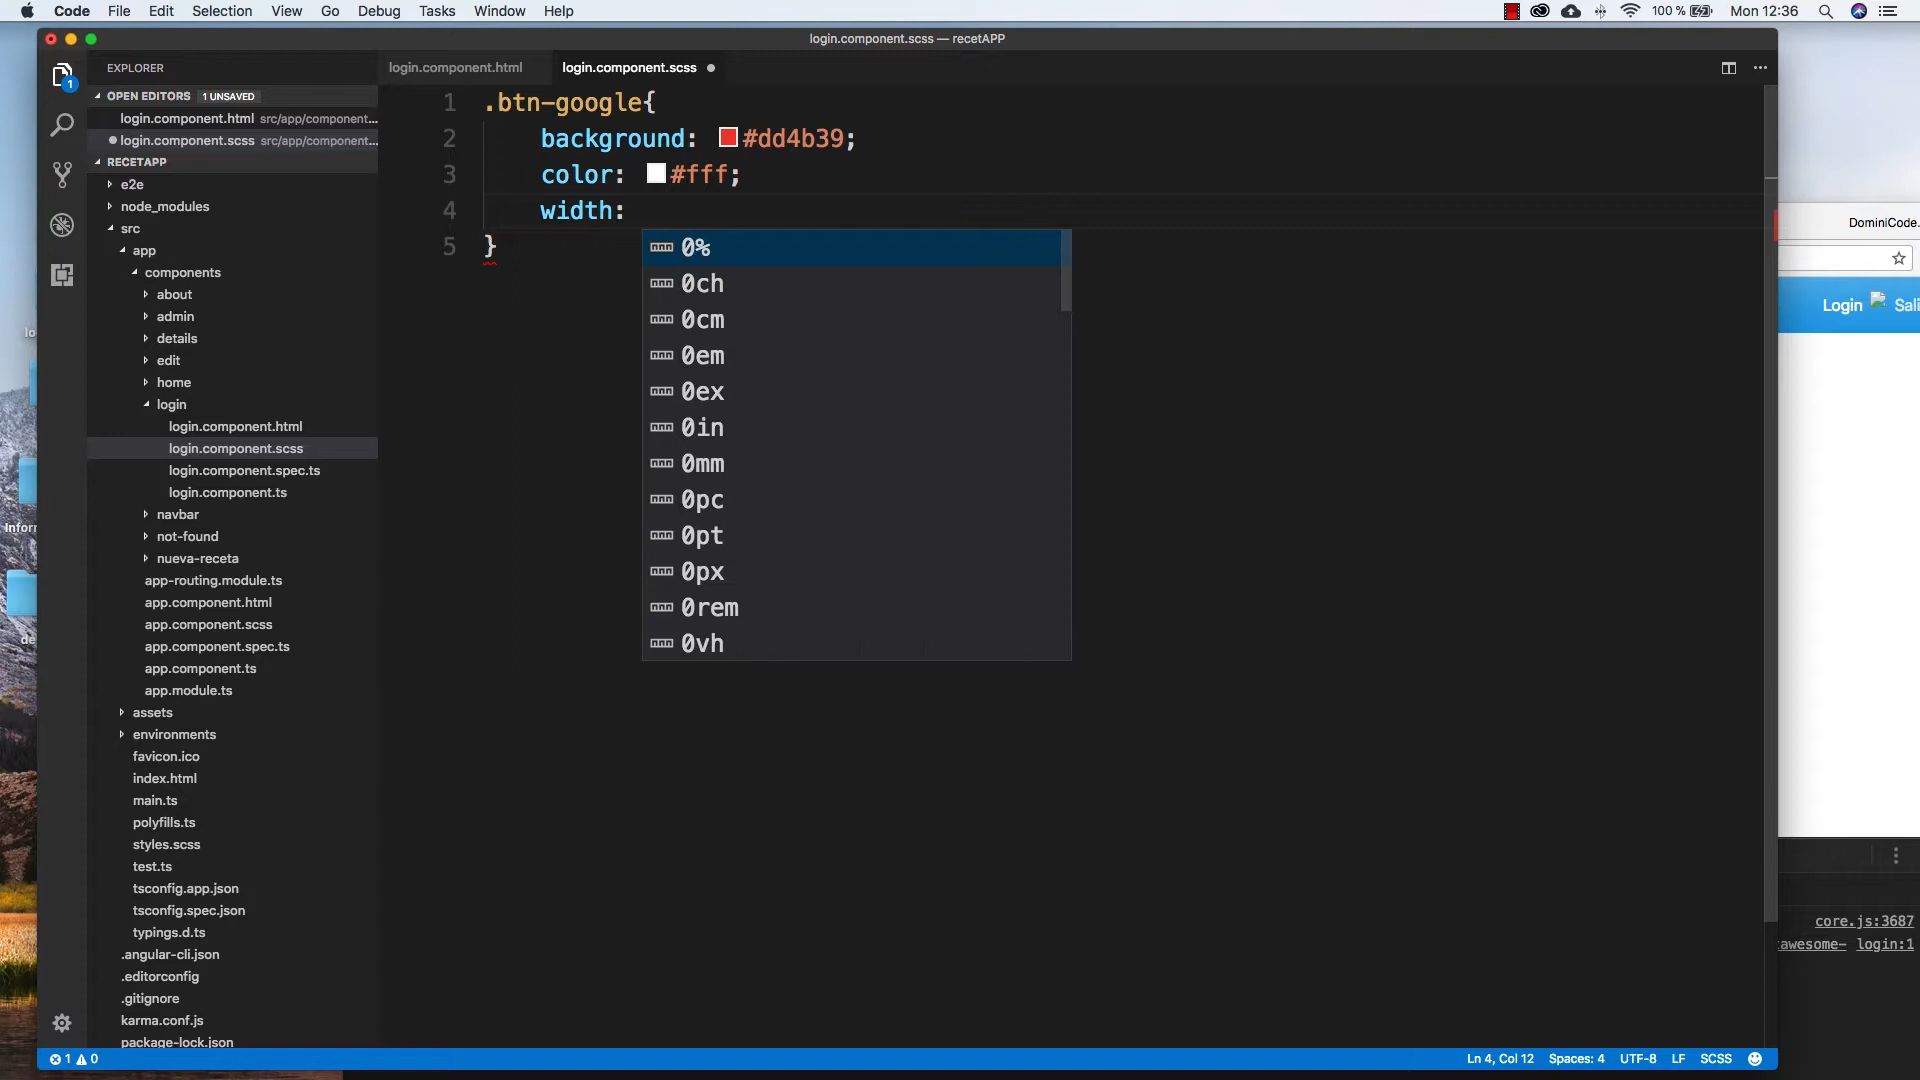 Code File Edit Selection View Go Debug Tasks Window Help 100 % Mon 12:36
login.component.scss — recetAPP
EXPLORER
login.component.html login.component.scss
OPEN EDITORS 1 UNSAVED
login.component.html src/app/component...
login.component.scss src/app/component...
RECETAPP
e2e
node_modules
src
app
components
about
admin
details
edit
home
login
login.component.html
login.component.scss
login.component.spec.ts
login.component.ts
navbar
not-found
nueva-receta
app-routing.module.ts
app.component.html
app.component.scss
app.component.spec.ts
app.component.ts
app.module.ts
assets
environments
favicon.ico
index.html
main.ts
polyfills.ts
styles.scss
test.ts
tsconfig.app.json
tsconfig.spec.json
typings.d.ts
.angular-cli.json
.editorconfig
.gitignore
karma.conf.js
package-lock.json
1 .btn-google{
2 background: #dd4b39;
3 color: #fff;
4 width:
5 }
0%
0ch
0cm
0em
0ex
0in
0mm
0pc
0pt
0px
0rem
0vh
DominiCode.
Login Sali
core.js:3687
awesome- login:1
1 0 Ln 4, Col 12 Spaces: 4 UTF-8 LF SCSS